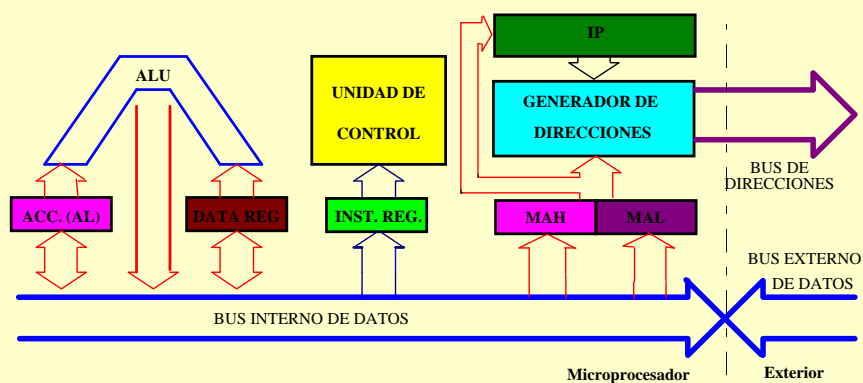 IP
ALU
UNIDAD DE
CONTROL
GENERADOR DE
DIRECCIONES
BUS DE
DIRECCIONES
ACC. (AL)
DATA REG
INST. REG.
MAH
MAL
BUS EXTERNO
DE DATOS
BUS INTERNO DE DATOS
Microprocesador
Exterior